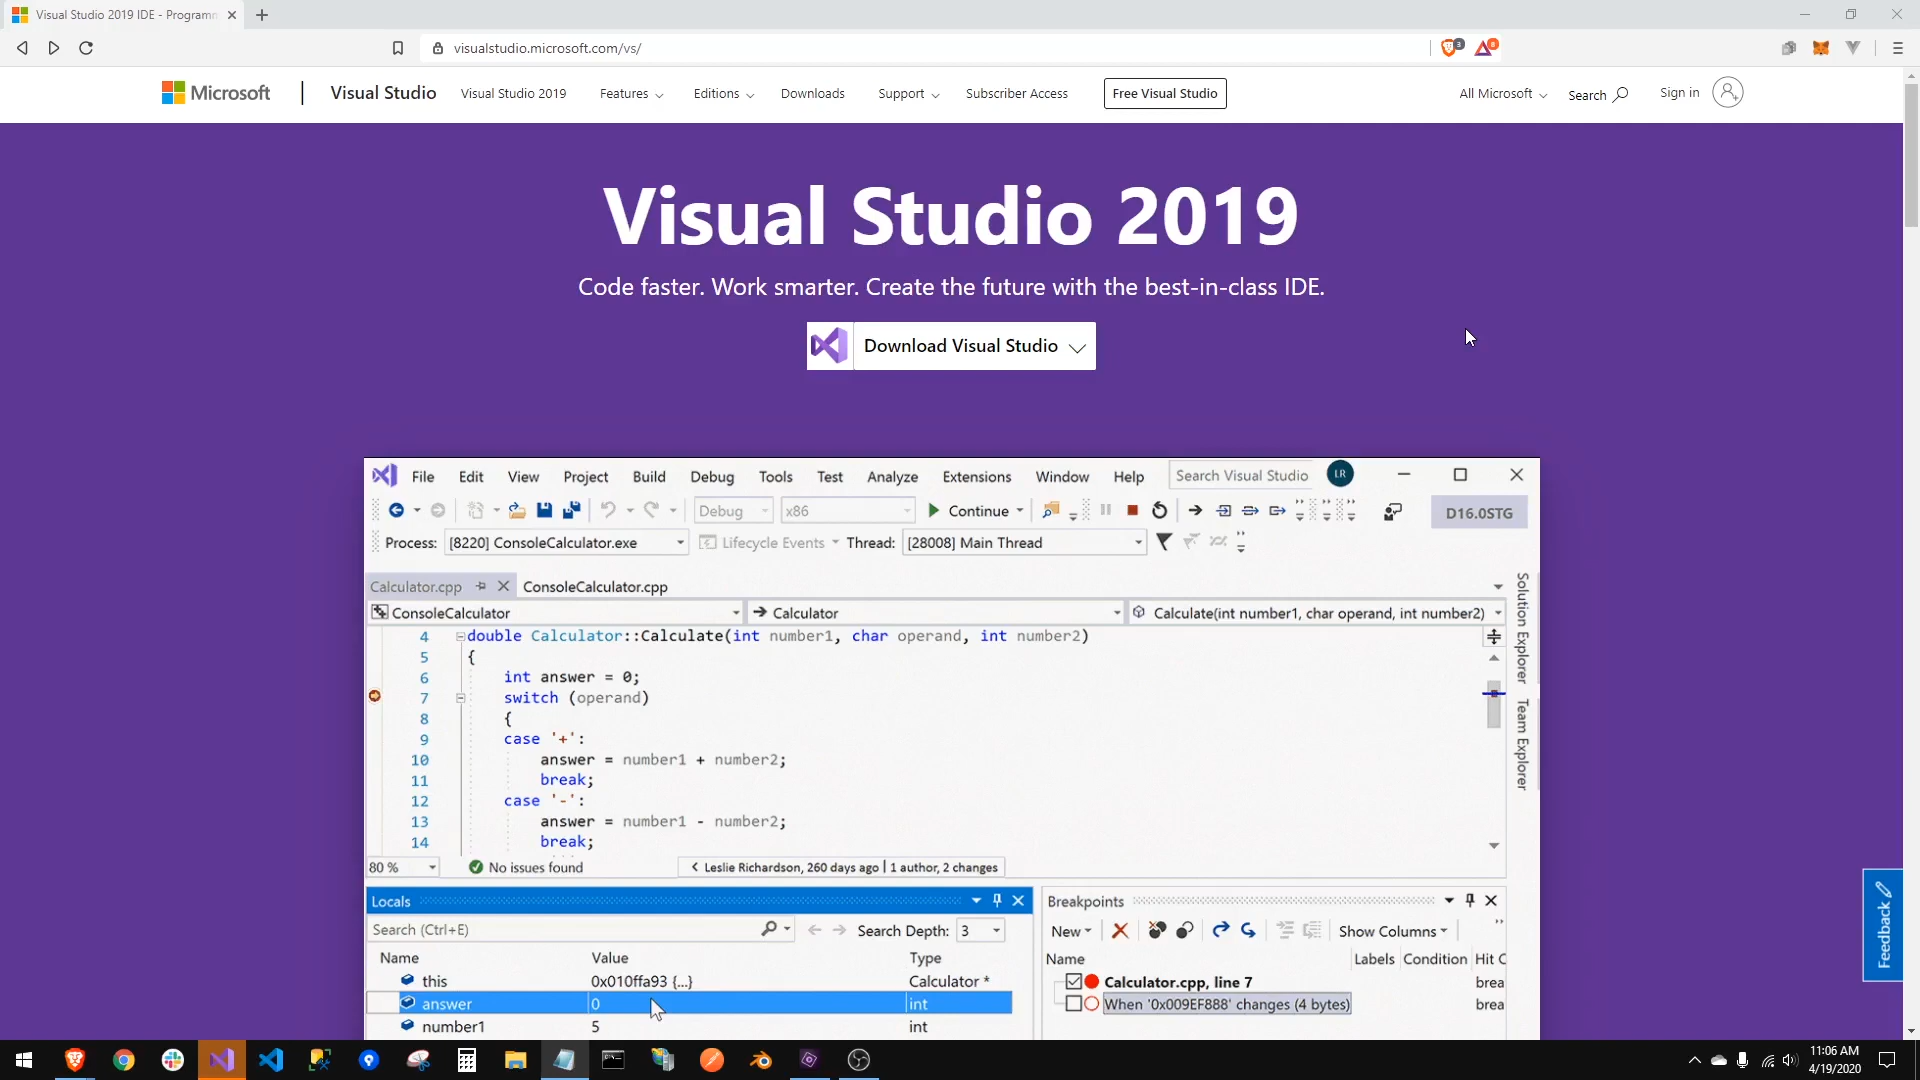 Visual Studio 2019 IDE - Programm
visualstudio.microsoft.com/vs/
3
8
Microsoft
Visual Studio
Visual Studio 2019
Features
Editions
Downloads
Support
Subscriber Access
Free Visual Studio
All Microsoft
Search
Sign in
Visual Studio 2019
Code faster. Work smarter. Create the future with the best-in-class IDE.
Download Visual Studio
File Edit View Project Build Debug Tools Test Analyze Extensions Window Help Search Visual Studio LR
Debug x86 Continue D16.0STG
Process: [8220] ConsoleCalculator.exe Lifecycle Events Thread: [28008] Main Thread
Calculator.cpp ConsoleCalculator.cpp
ConsoleCalculator Calculator Calculate(int number1, char operand, int number2)
4 double Calculator::Calculate(int number1, char operand, int number2)
5 {
6 int answer = 0;
7 switch (operand)
8 {
9 case '+':
10 answer = number1 + number2;
11 break;
12 case '-':
13 answer = number1 - number2;
14 break;
Solution Explorer
Team Explorer
80 % No issues found Leslie Richardson, 260 days ago | 1 author, 2 changes
Locals
Search (Ctrl+E) Search Depth: 3
Name Value Type
this 0x010ffa93 {...} Calculator *
answer 0 int
number1 5 int
Breakpoints
New Show Columns
Name Labels Condition Hit C
Calculator.cpp, line 7 brea
When '0x009EF888' changes (4 bytes) brea
Feedback
11:06 AM
4/19/2020